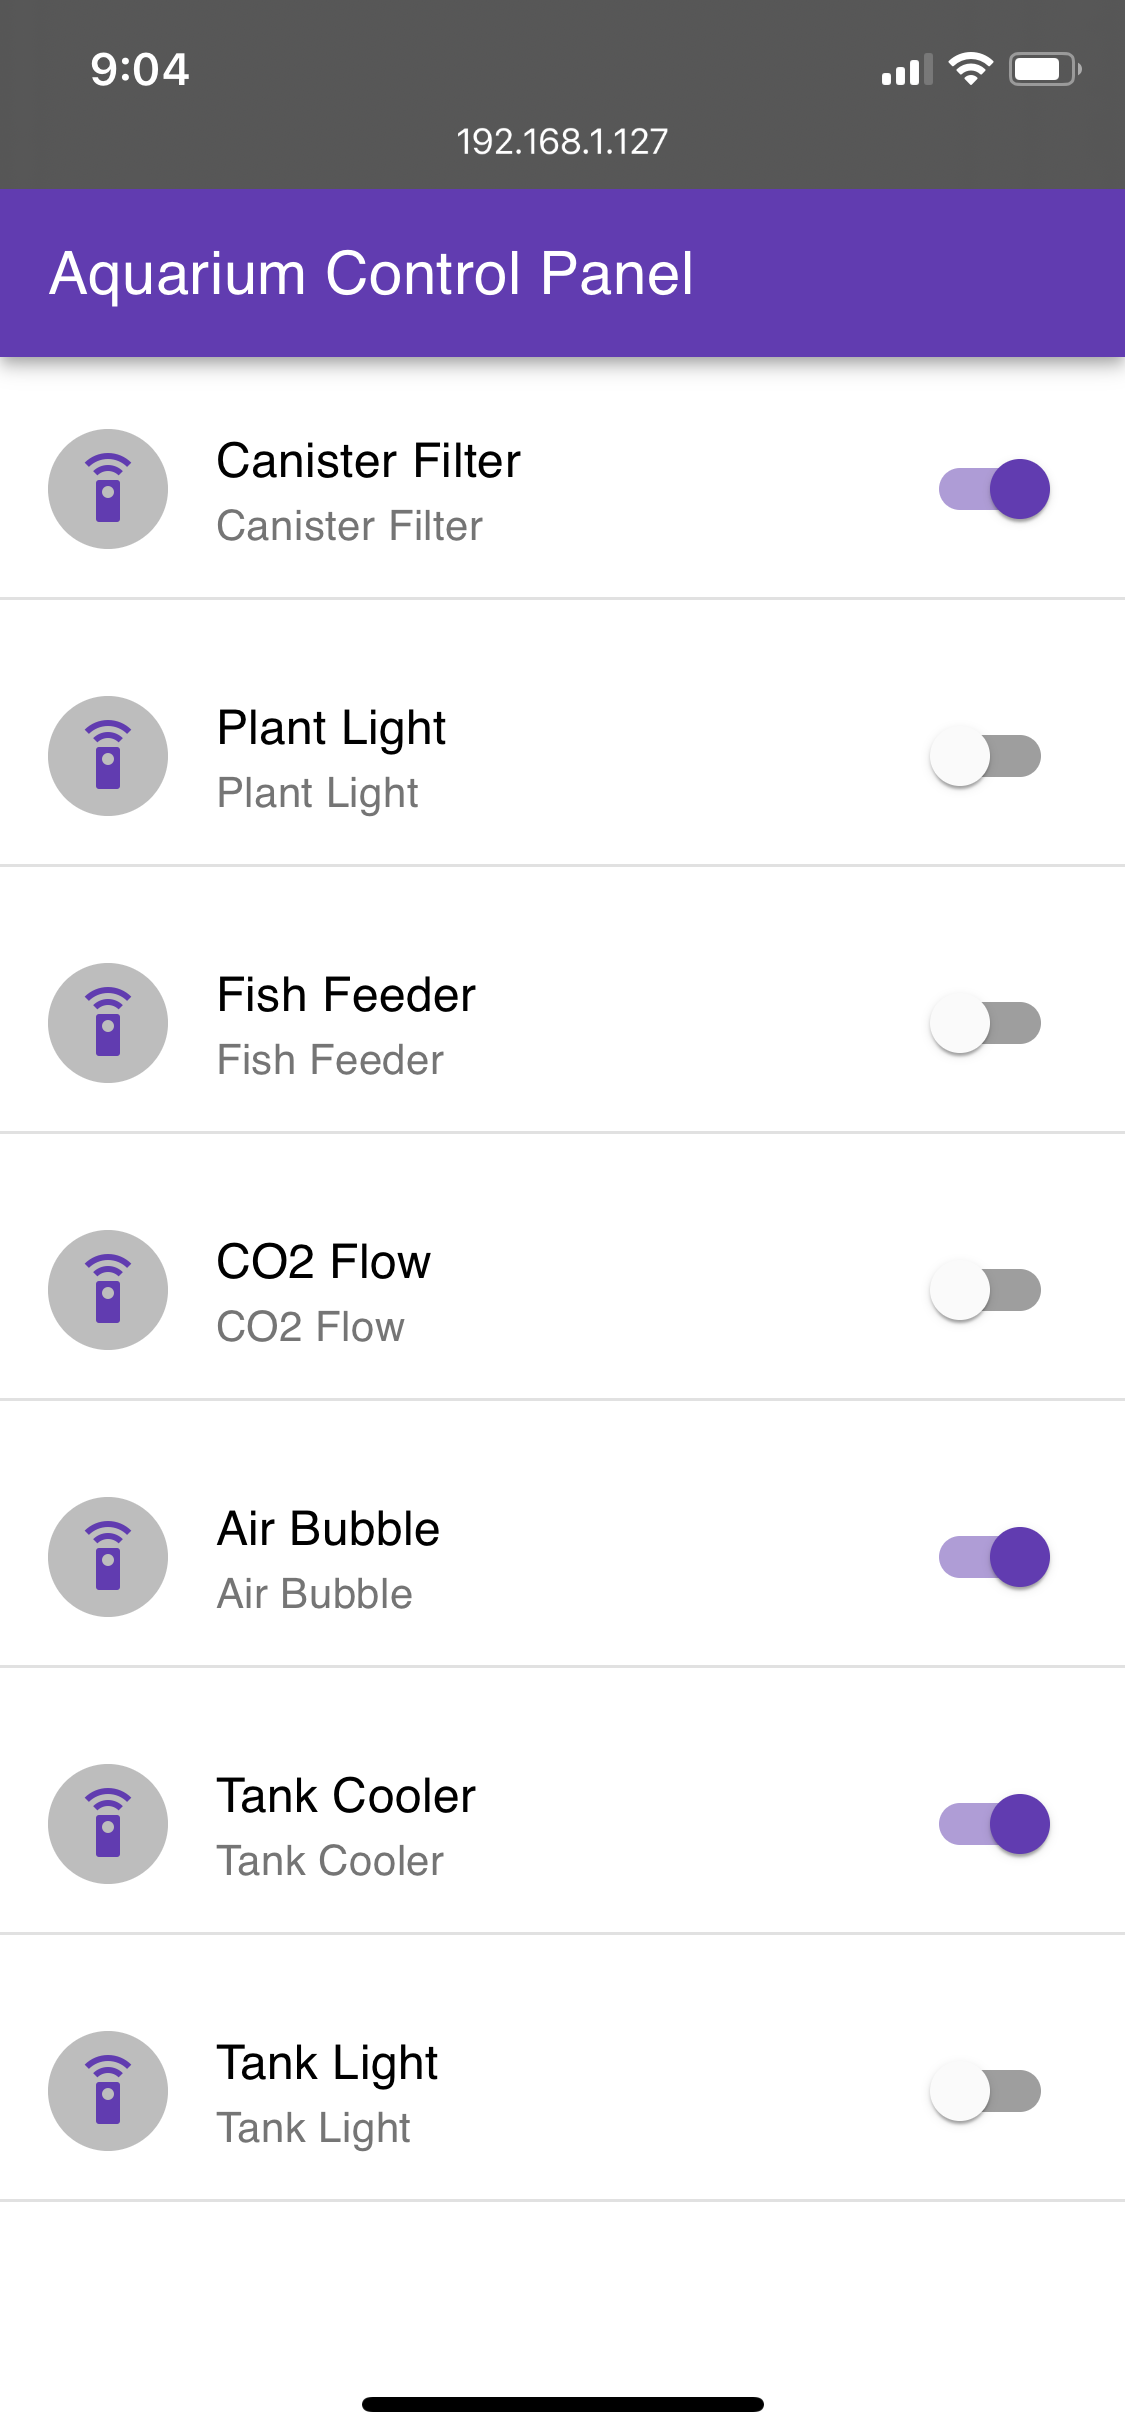 9:04
192.168.1.127
Aquarium Control Panel
Canister Filter
Canister Filter
Plant Light
Plant Light
Fish Feeder
Fish Feeder
CO2 Flow
CO2 Flow
Air Bubble
Air Bubble
Tank Cooler
Tank Cooler
Tank Light
Tank Light